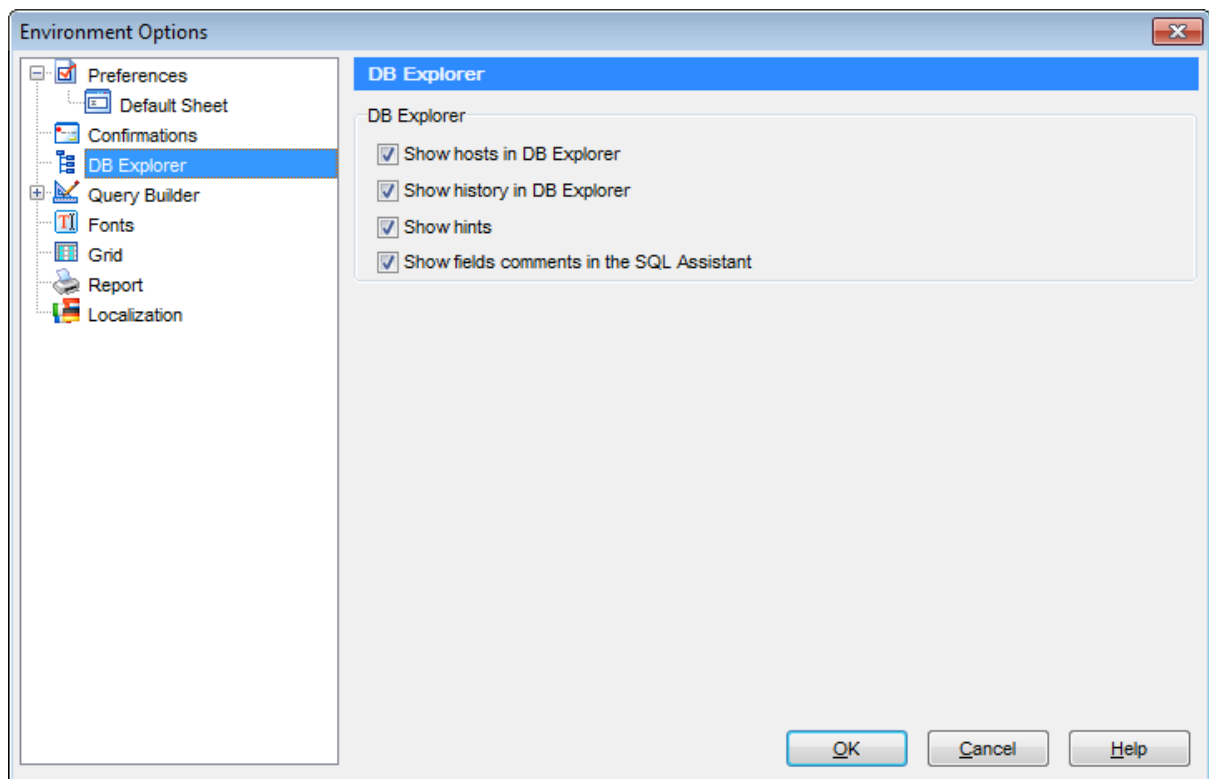 Environment Options
Preferences
Default Sheet
Confirmations
DB Explorer
Query Builder
Fonts
Grid
Report
Localization
DB Explorer
DB Explorer
Show hosts in DB Explorer
Show history in DB Explorer
Show hints
Show fields comments in the SQL Assistant
OK Cancel Help